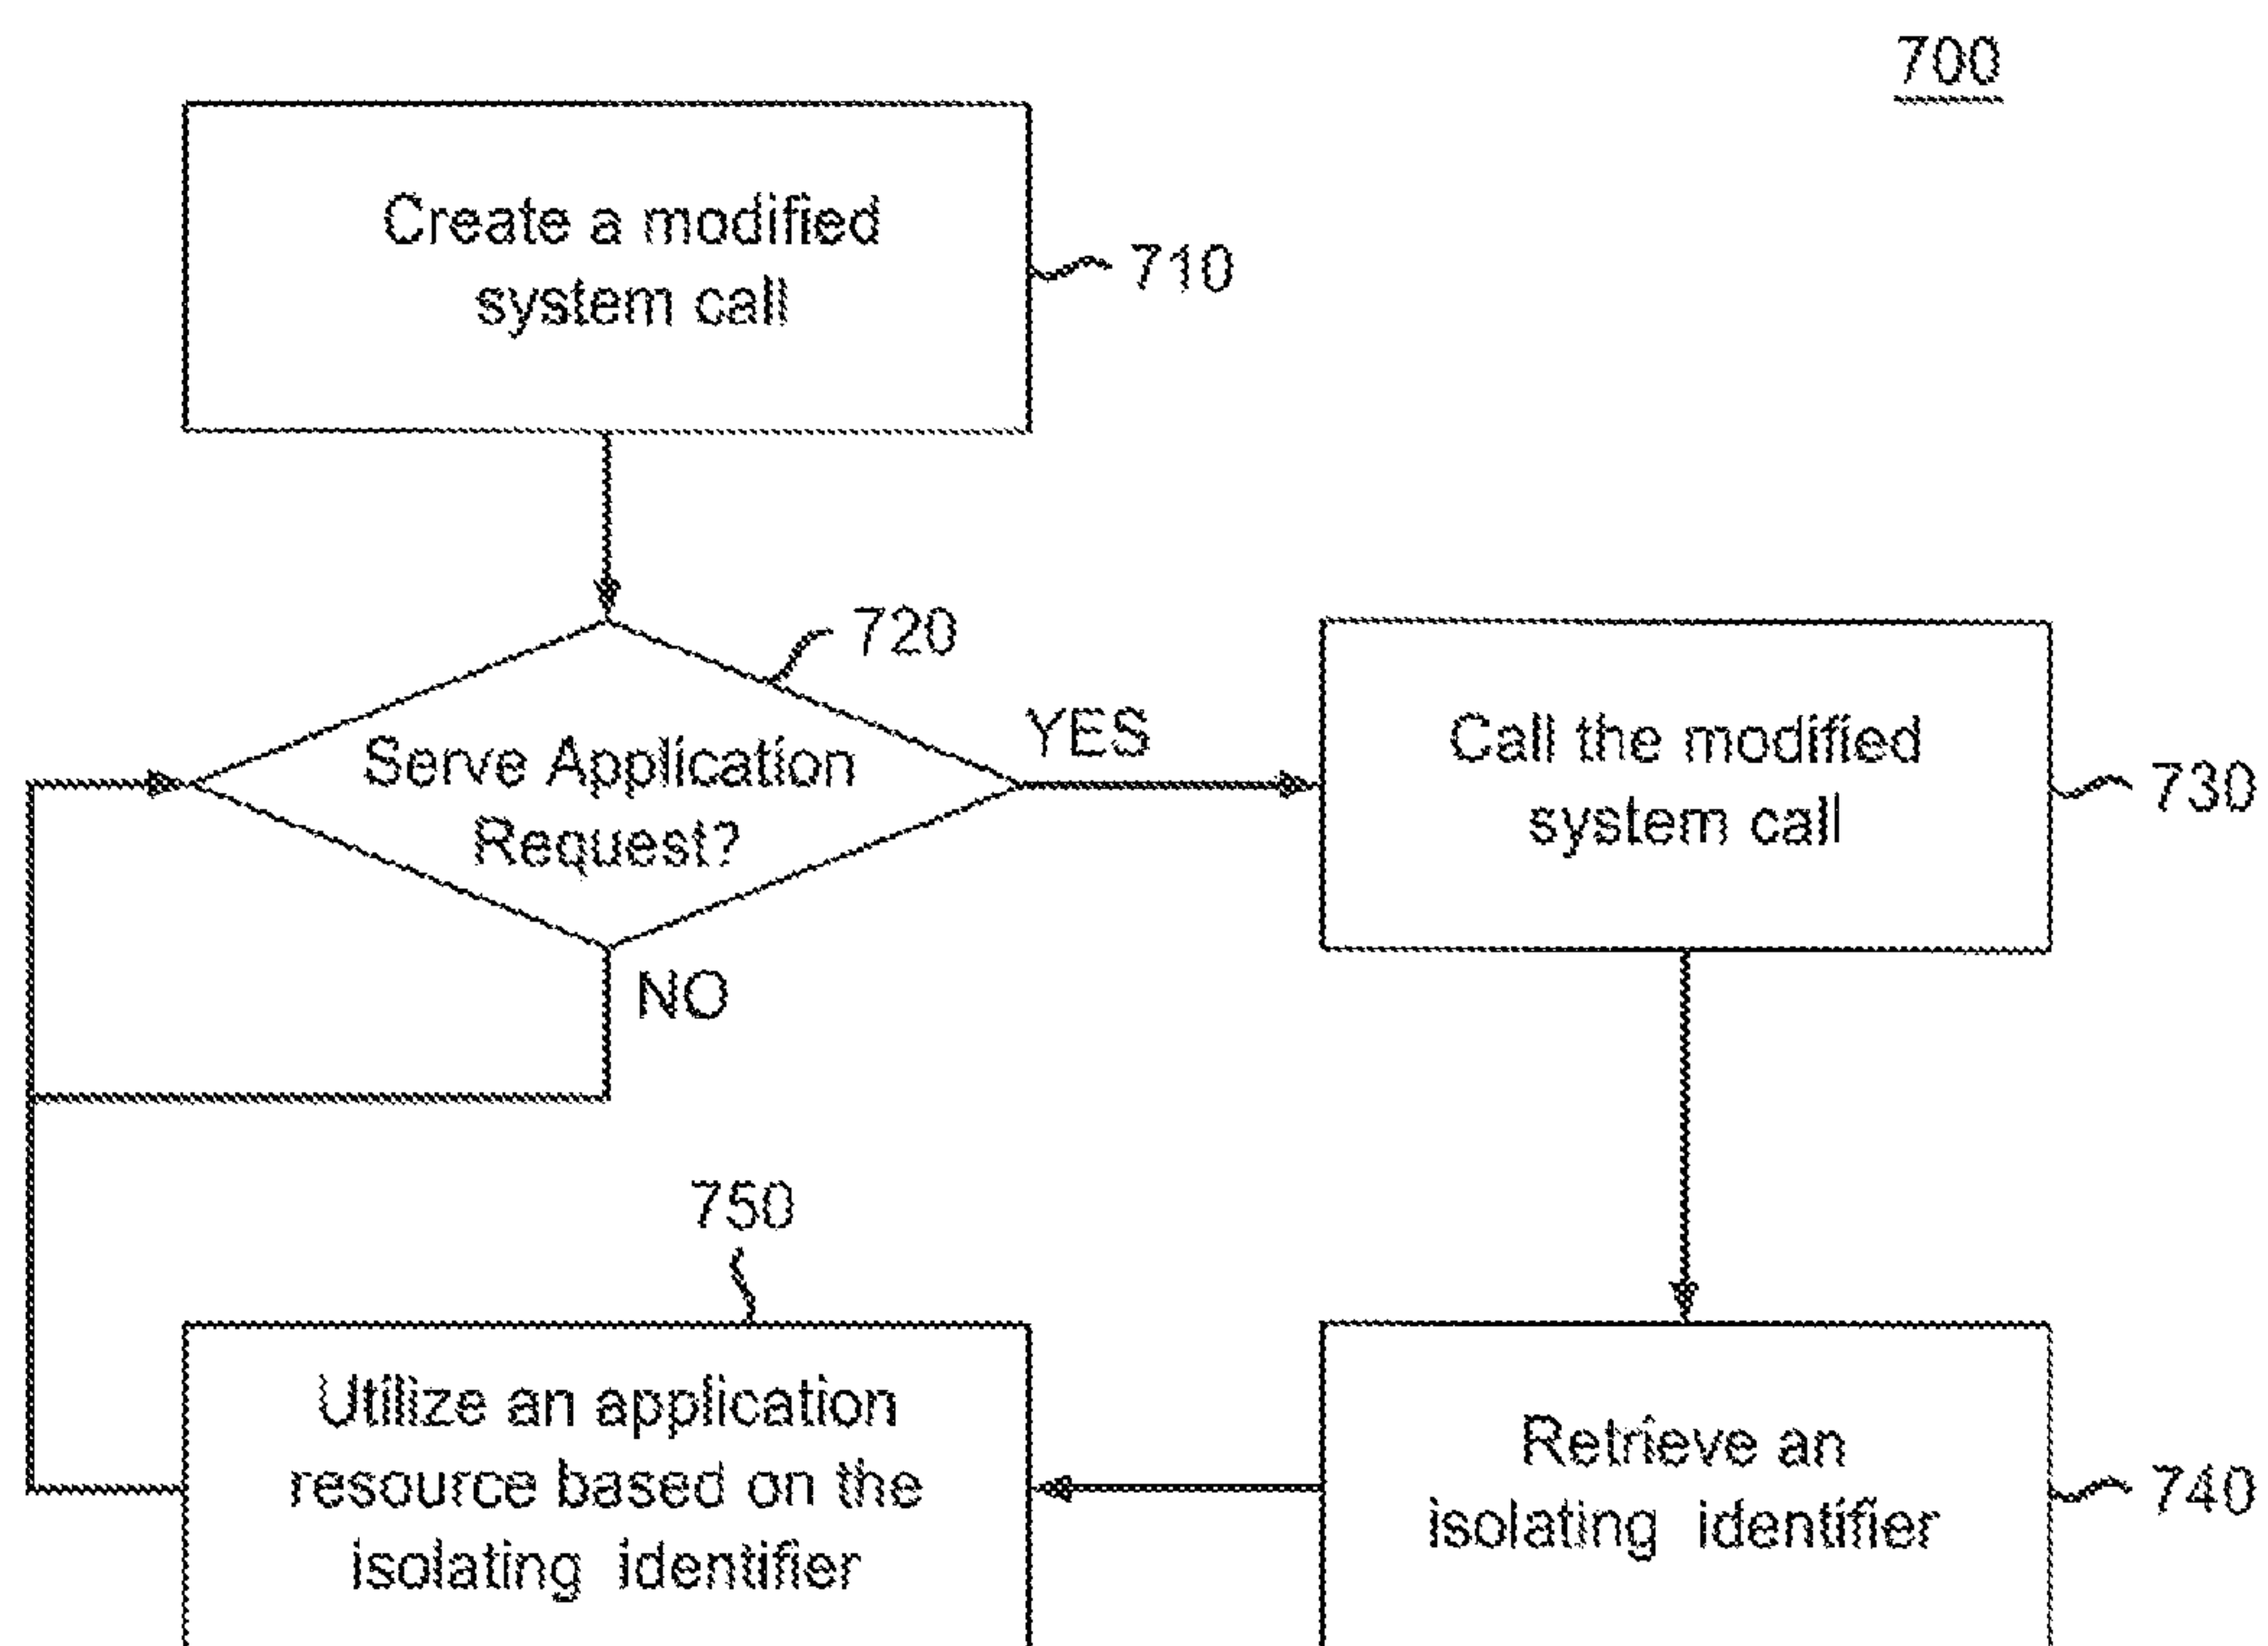 700
Create a modified
system call
710
720
Serve Application
Request?
YES
NO
Call the modified
system call
730
750
Utilize an application
resource based on the
isolating identifier
Retrieve an
isolating identifier
740